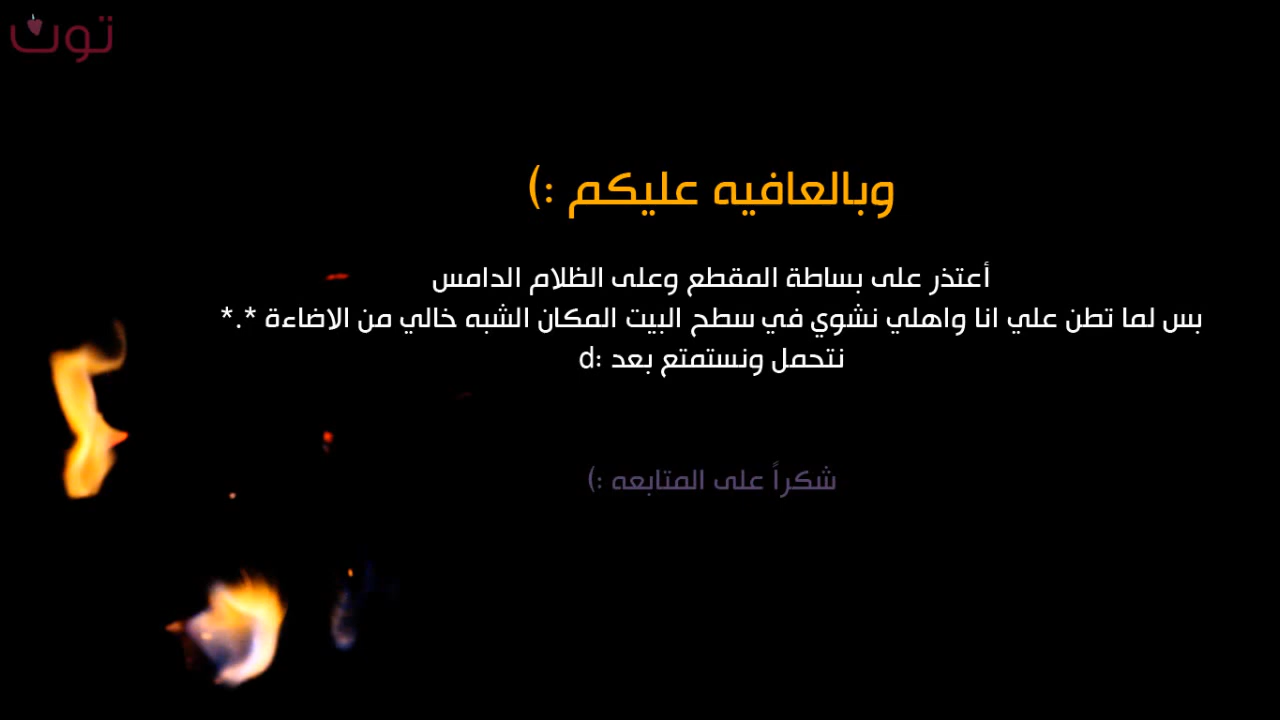 توت
وبالعافيه عليكم :)
أعتذر على بساطة المقطع وعلى الظلام الدامس
بس لما تطن علي انا واهلي نشوي في سطح البيت المكان الشبه خالي من الاضاءة *.*
نتحمل ونستمتع بعد :d
شكراً على المتابعه :)